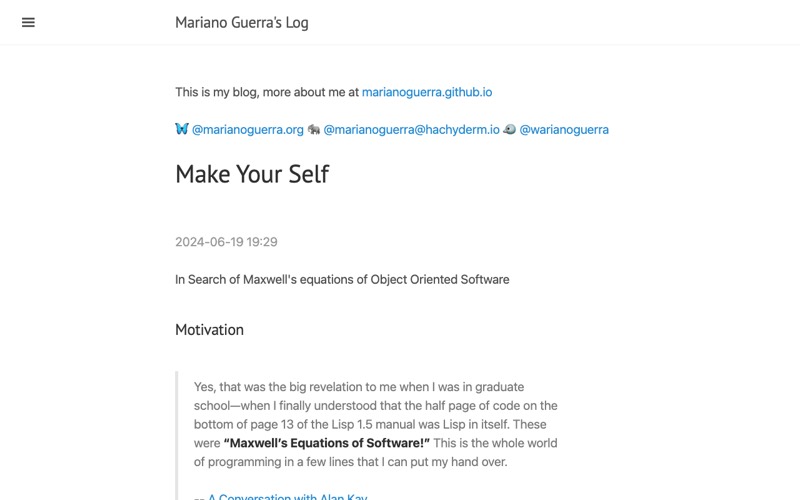 Mariano Guerra's Log
This is my blog, more about me at marianoguerra.github.io
@marianoguerra.org @marianoguerra@hachyderm.io @warianoguerra
Make Your Self
2024-06-19 19:29
In Search of Maxwell's equations of Object Oriented Software
Motivation
Yes, that was the big revelation to me when I was in graduate
school—when I finally understood that the half page of code on the
bottom of page 13 of the Lisp 1.5 manual was Lisp in itself. These
were “Maxwell’s Equations of Software!” This is the whole world
of programming in a few lines that I can put my hand over.
-- A Conversation with Alan Kay